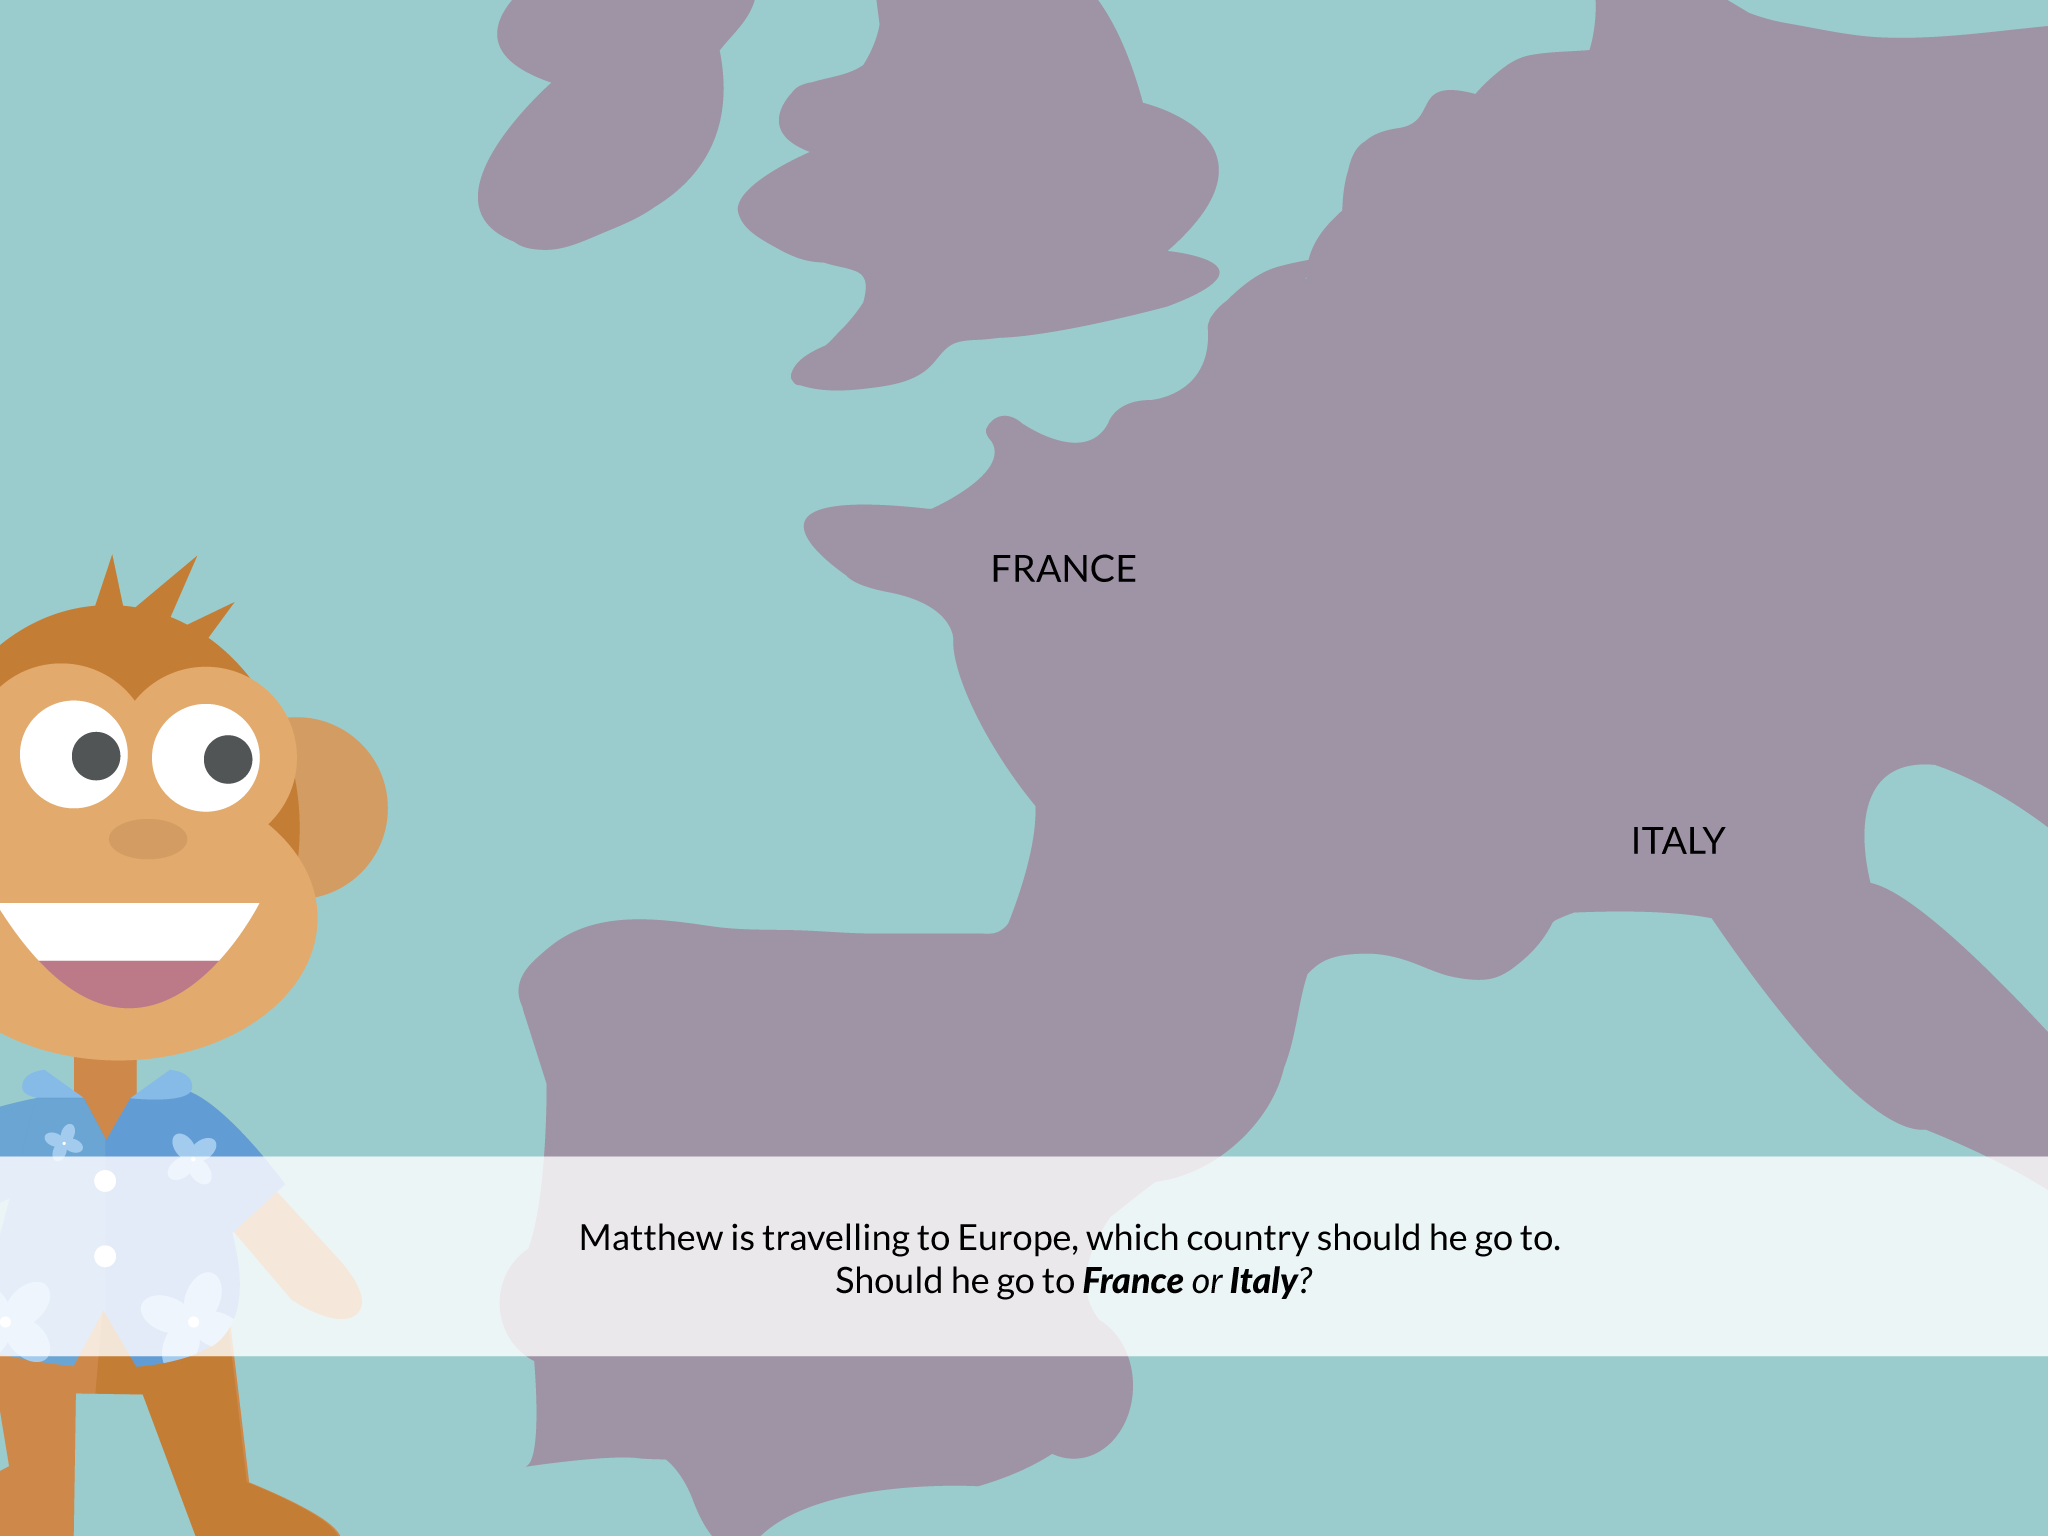 FRANCE
ITALY
Matthew is travelling to Europe, which country should he go to.
Should he go to France or Italy?